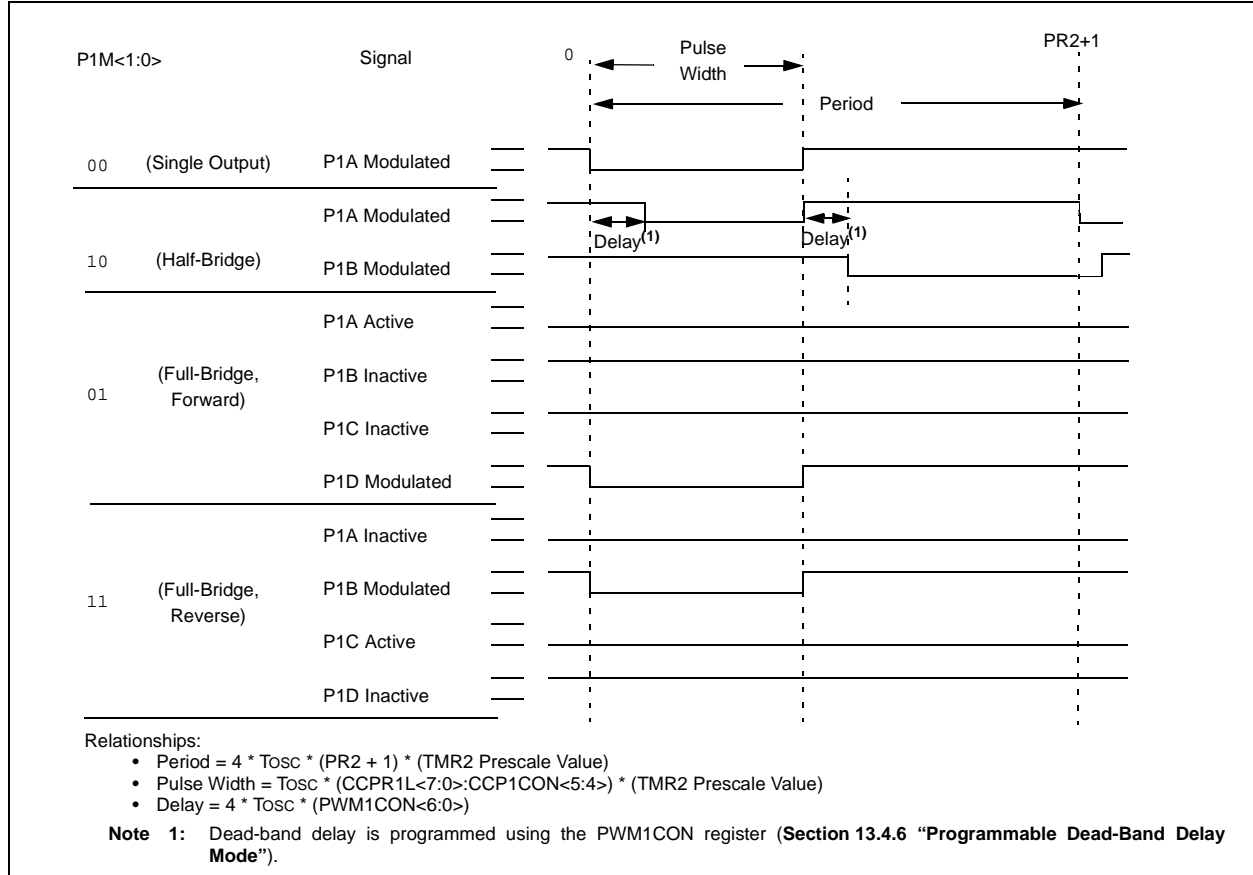 P1M<1:0>
Signal
0
Pulse
Width
PR2+1
Period
00
(Single Output)
P1A Modulated
P1A Modulated
Delay(1)
Delay(1)
10
(Half-Bridge)
P1B Modulated
P1A Active
01
(Full-Bridge,
Forward)
P1B Inactive
P1C Inactive
P1D Modulated
P1A Inactive
11
(Full-Bridge,
Reverse)
P1B Modulated
P1C Active
P1D Inactive
Relationships:
• Period = 4 * TOSC * (PR2 + 1) * (TMR2 Prescale Value)
• Pulse Width = TOSC * (CCPR1L<7:0>:CCP1CON<5:4>) * (TMR2 Prescale Value)
• Delay = 4 * TOSC * (PWM1CON<6:0>)
Note 1: Dead-band delay is programmed using the PWM1CON register (Section 13.4.6 “Programmable Dead-Band Delay
Mode”).